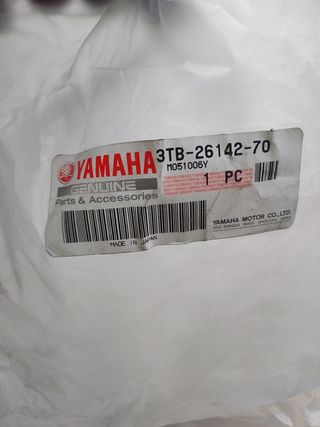 YAMAHA
GENUINE
Parts & Accessories
3TB-26142-70
M051006Y
1 PC
MADE IN JAPAN
YAMAHA MOTOR CO., LTD.